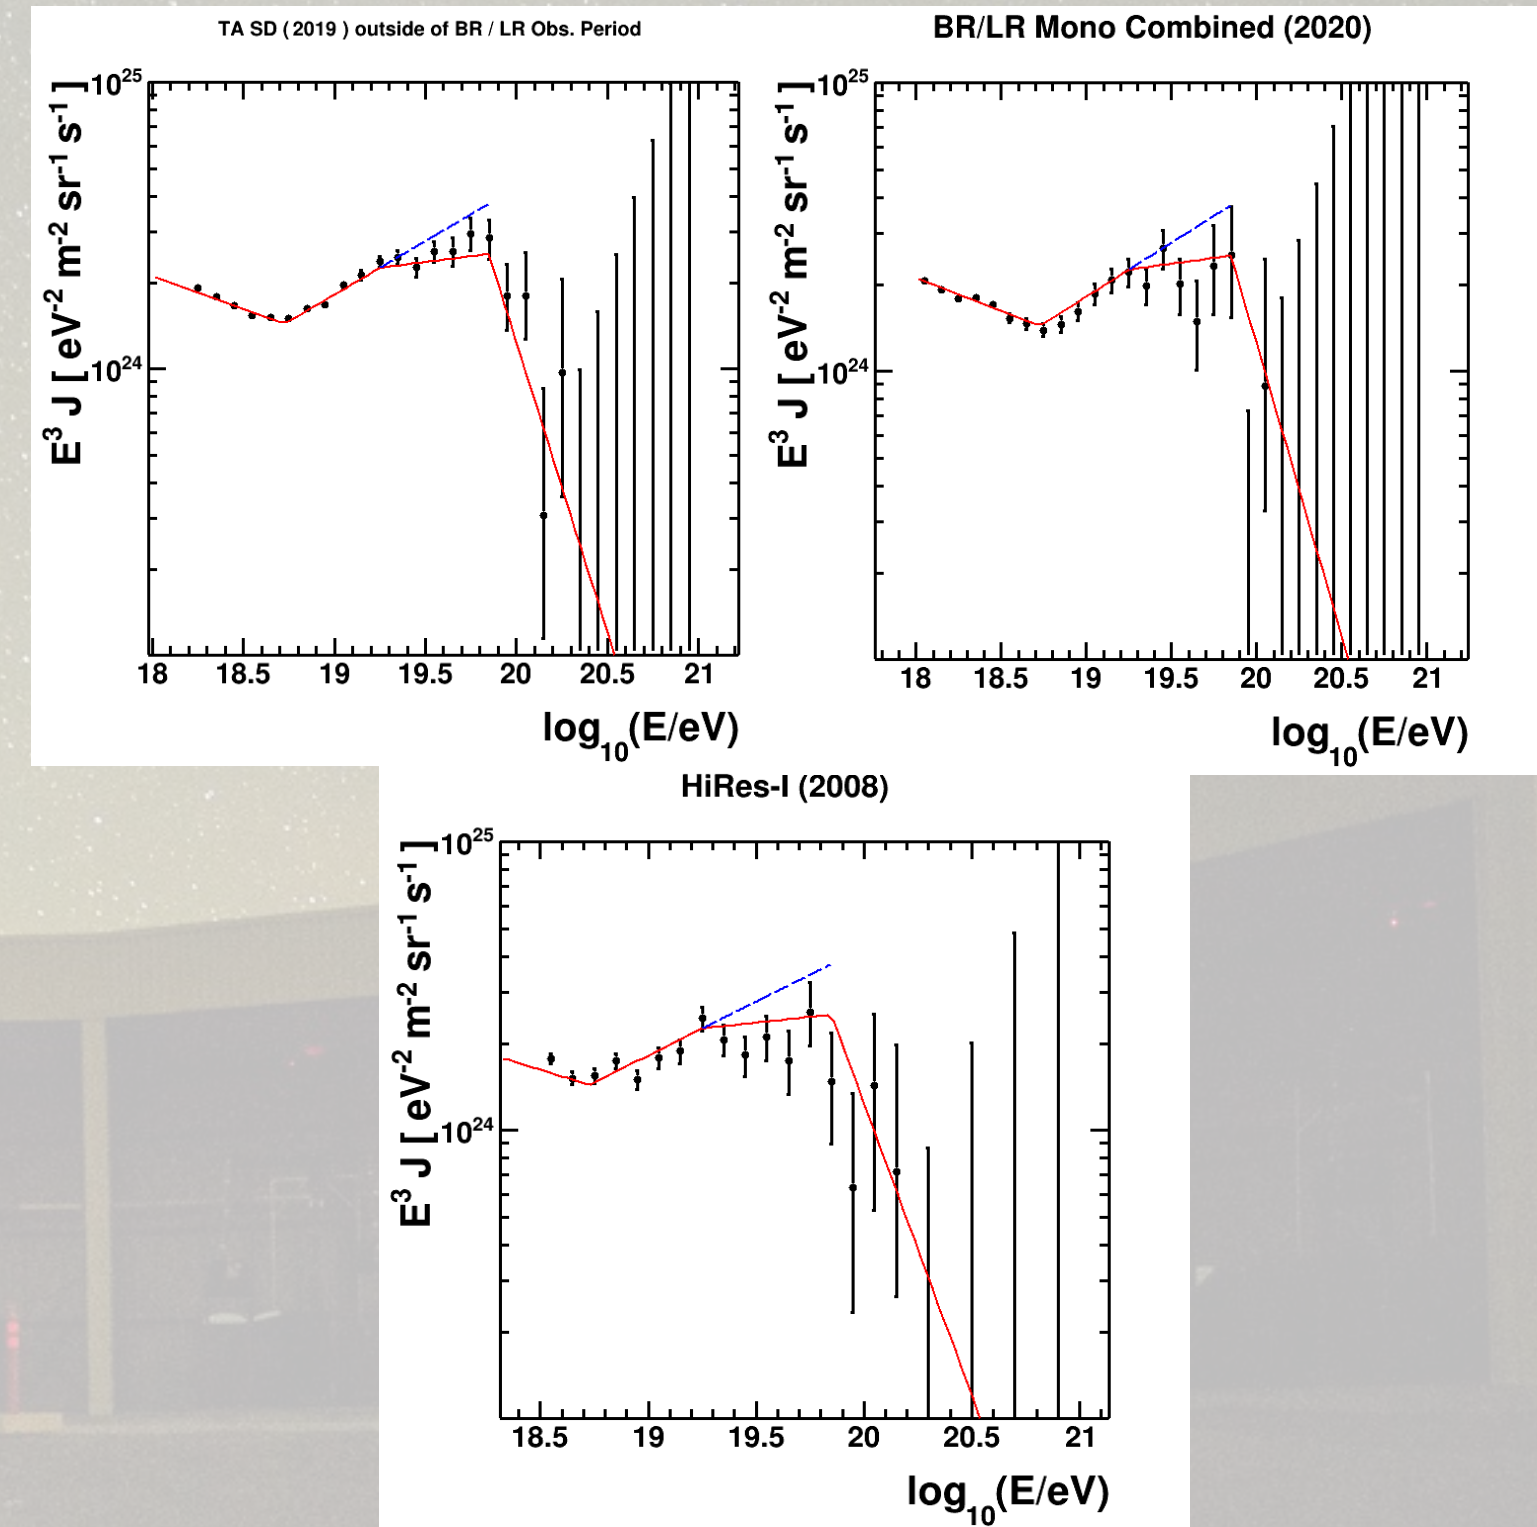 TA SD ( 2019 ) outside of BR / LR Obs. Period
E³ J [ eV⁻² m⁻² sr⁻¹ s⁻¹ ]
10²⁵
10²⁴
18 18.5 19 19.5 20 20.5 21
log₁₀(E/eV)
BR/LR Mono Combined (2020)
E³ J [ eV⁻² m⁻² sr⁻¹ s⁻¹ ]
10²⁵
10²⁴
18 18.5 19 19.5 20 20.5 21
log₁₀(E/eV)
HiRes-I (2008)
E³ J [ eV⁻² m⁻² sr⁻¹ s⁻¹ ]
10²⁵
10²⁴
18.5 19 19.5 20 20.5 21
log₁₀(E/eV)